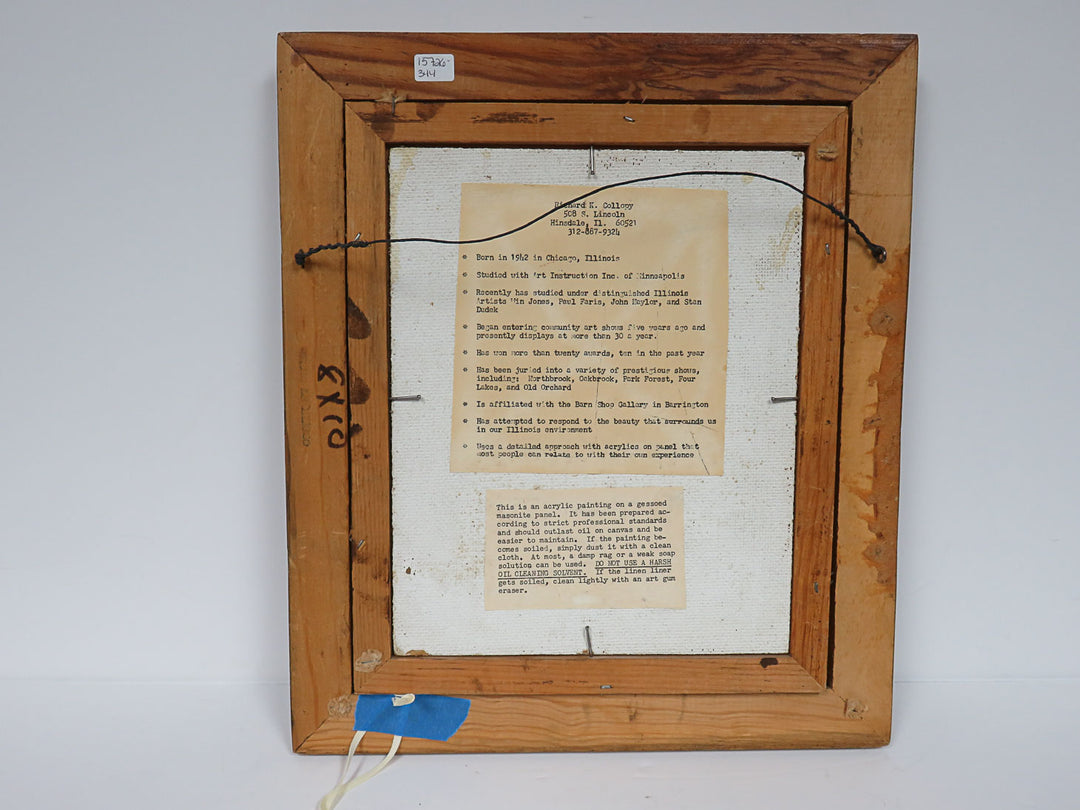 15726-
344
Richard K. Collopy
508 S. Lincoln
Hinsdale, Il. 60521
312-887-9324
* Born in 1942 in Chicago, Illinois
* Studied with Art Instruction Inc. of Minneapolis
* Recently has studied under distinguished Illinois
Artists Win Jones, Paul Faris, John Naylor, and Stan
Dudek
* Began entering community art shows five years ago and
presently displays at more than 30 a year.
* Has won more than twenty awards, ten in the past year
* Has been juried into a variety of prestigious shows,
including: Northbrook, Oakbrook, Park Forest, Four
Lakes, and Old Orchard
* Is affiliated with the Barn Shop Gallery in Barrington
* Has attempted to respond to the beauty that surrounds us
in our Illinois environment
* Uses a detailed approach with acrylics on panel that
most people can relate to with their own experience
8X10
This is an acrylic painting on a gessoed
masonite panel. It has been prepared ac-
cording to strict professional standards
and should outlast oil on canvas and be
easier to maintain. If the painting be-
comes soiled, simply dust it with a clean
cloth. At most, a damp rag or a weak soap
solution can be used. DO NOT USE A HARSH
OIL CLEANING SOLVENT. If the linen liner
gets soiled, clean lightly with an art gum
eraser.